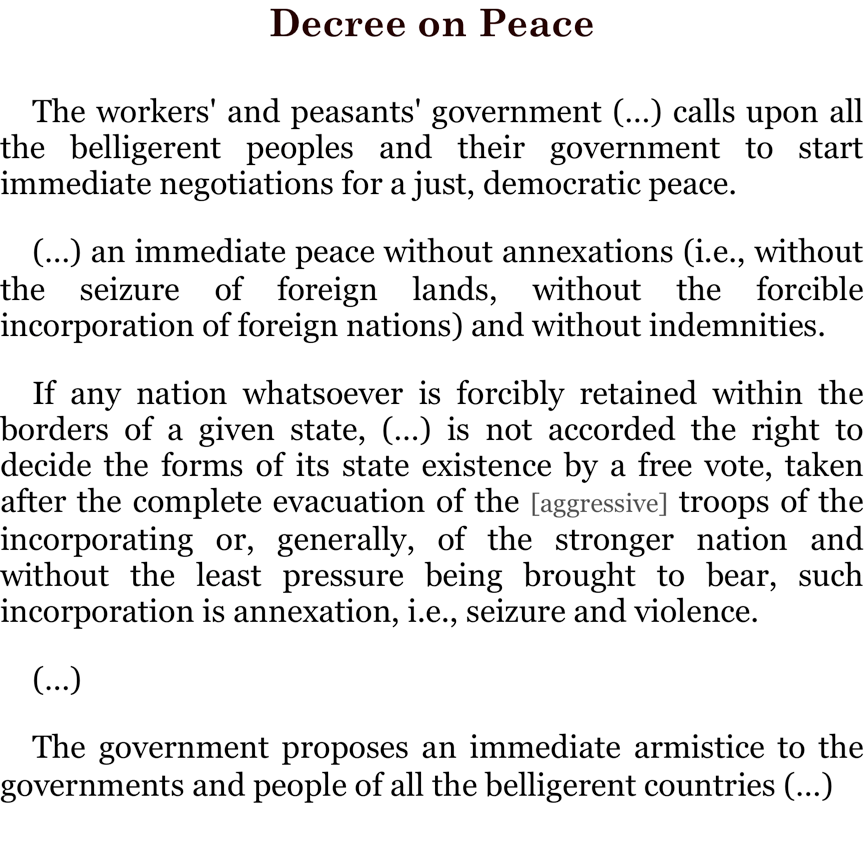 Decree on Peace
The workers' and peasants' government (...) calls upon all
the belligerent peoples and their government to start
immediate negotiations for a just, democratic peace.
(...) an immediate peace without annexations (i.e., without
the seizure of foreign lands, without the forcible
incorporation of foreign nations) and without indemnities.
If any nation whatsoever is forcibly retained within the
borders of a given state, (...) is not accorded the right to
decide the forms of its state existence by a free vote, taken
after the complete evacuation of the [aggressive] troops of the
incorporating or, generally, of the stronger nation and
without the least pressure being brought to bear, such
incorporation is annexation, i.e., seizure and violence.
(...)
The government proposes an immediate armistice to the
governments and people of all the belligerent countries (...)